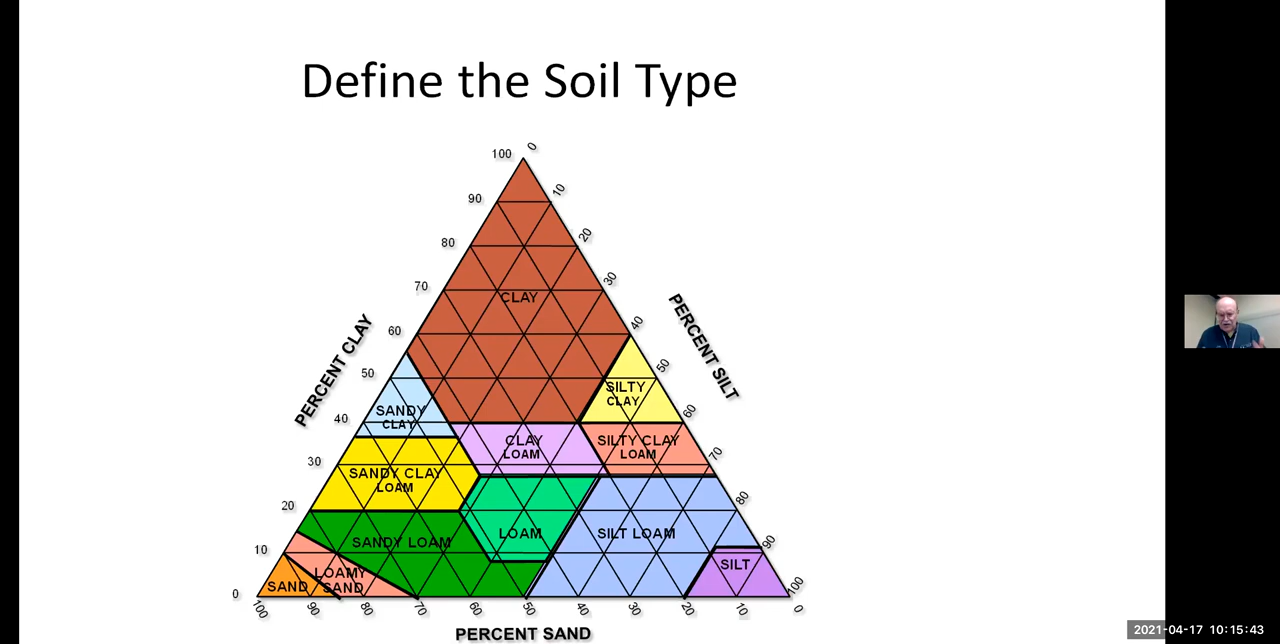 Define the Soil Type
100
0
90
10
80
20
70
30
CLAY
60
40
50
50
SILTY
CLAY
SANDY
CLAY
40
60
CLAY
LOAM
SILTY CLAY
LOAM
30
70
SANDY CLAY
LOAM
20
80
LOAM
SILT LOAM
SANDY LOAM
10
90
SILT
LOAMY
SAND
SAND
0
100
100
90
80
70
60
50
40
30
20
10
0
PERCENT CLAY
PERCENT SILT
PERCENT SAND
2021-04-17 10:15:43